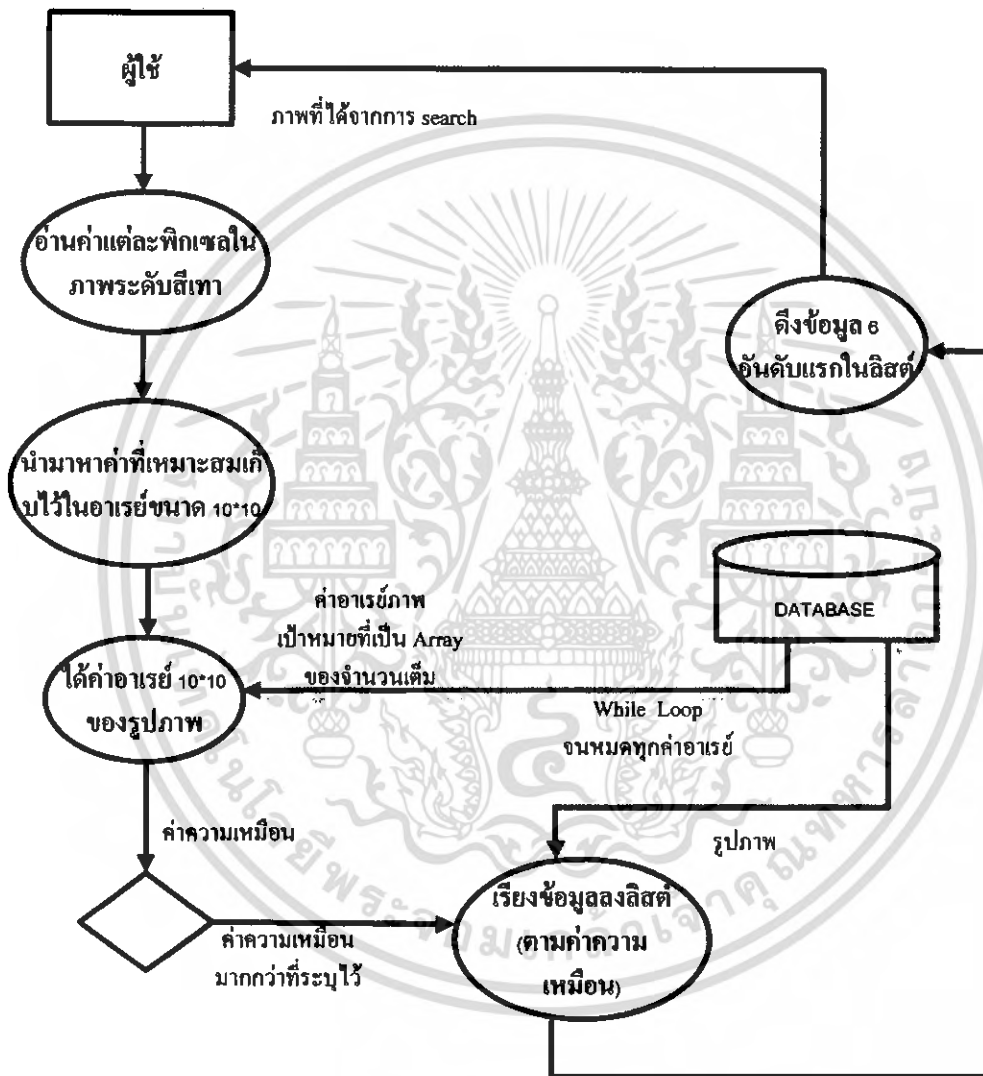 ผู้ใช้
ภาพที่ได้จากการ search
อ่านค่าแต่ละพิกเซลใน
ภาพระดับสีเทา
ดึงข้อมูล 6
อันดับแรกในลิสต์
นำมาหาค่าที่เหมาะสมเก็
บไว้ในอาเรย์ขนาด 10*10
DATABASE
ค่าอาเรย์ภาพ
เป้าหมายที่เป็น Array
ของจำนวนเต็ม
ได้ค่าอาเรย์ 10*10
ของรูปภาพ
While Loop
จนหมดทุกค่าอาเรย์
ค่าความเหมือน
รูปภาพ
เรียงข้อมูลลงลิสต์
(ตามค่าความ
เหมือน)
ค่าความเหมือน
มากกว่าที่ระบุไว้